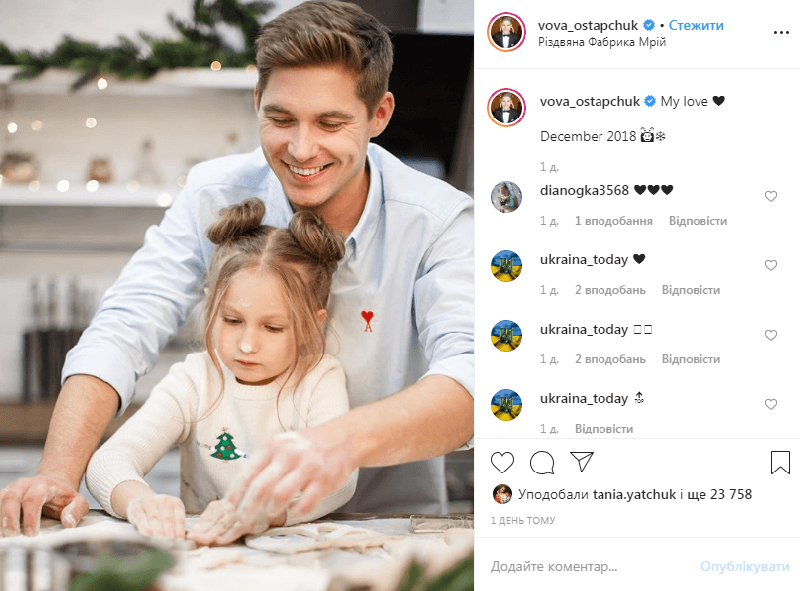 vova_ostapchuk • Стежити
Різдвяна Фабрика Мрій
vova_ostapchuk My love 🖤
December 2018
1 д.
dianogka3568 🖤🖤🖤
1 д. 1 вподобання Відповісти
ukraina_today 🖤
1 д. 2 вподобань Відповісти
ukraina_today
1 д. 2 вподобань Відповісти
ukraina_today
1 д. Відповісти
Уподобали tania.yatchuk і ще 23 758
1 ДЕНЬ ТОМУ
Додайте коментар... Опублікувати